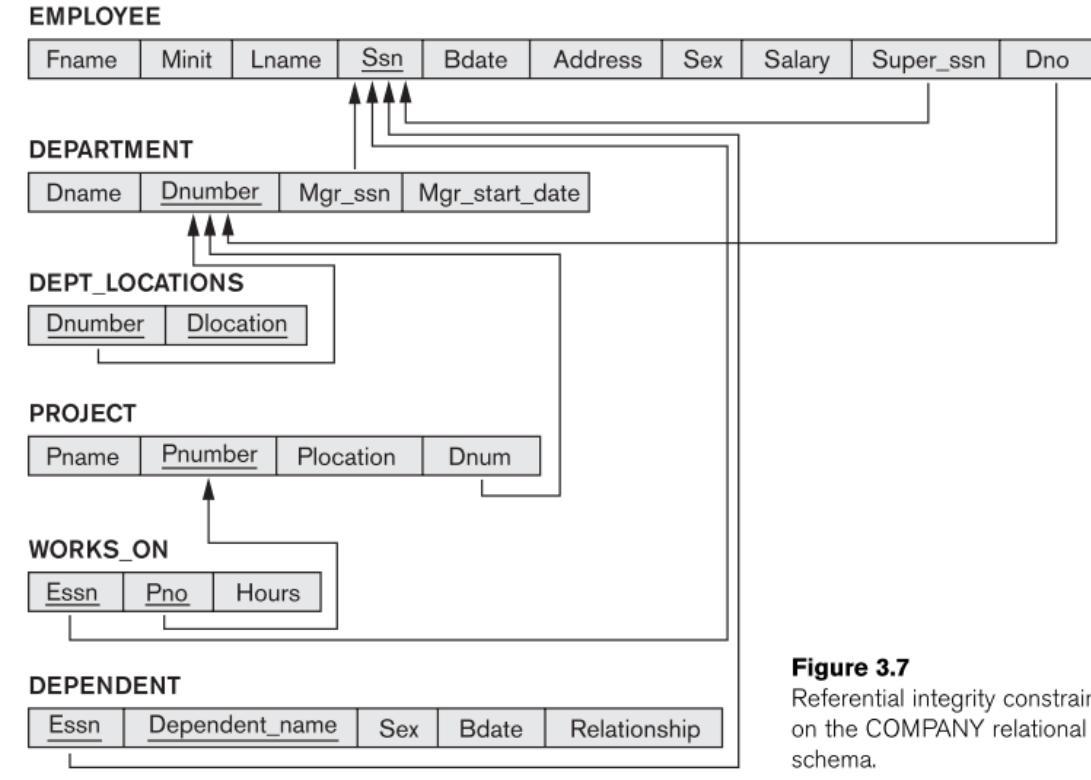 EMPLOYEE
Fname Minit Lname Ssn Bdate Address Sex Salary Super_ssn Dno
DEPARTMENT
Dname Dnumber Mgr_ssn Mgr_start_date
DEPT_LOCATIONS
Dnumber Dlocation
PROJECT
Pname Pnumber Plocation Dnum
WORKS_ON
Essn Pno Hours
DEPENDENT
Essn Dependent_name Sex Bdate Relationship
Figure 3.7
Referential integrity constrain
on the COMPANY relational
schema.